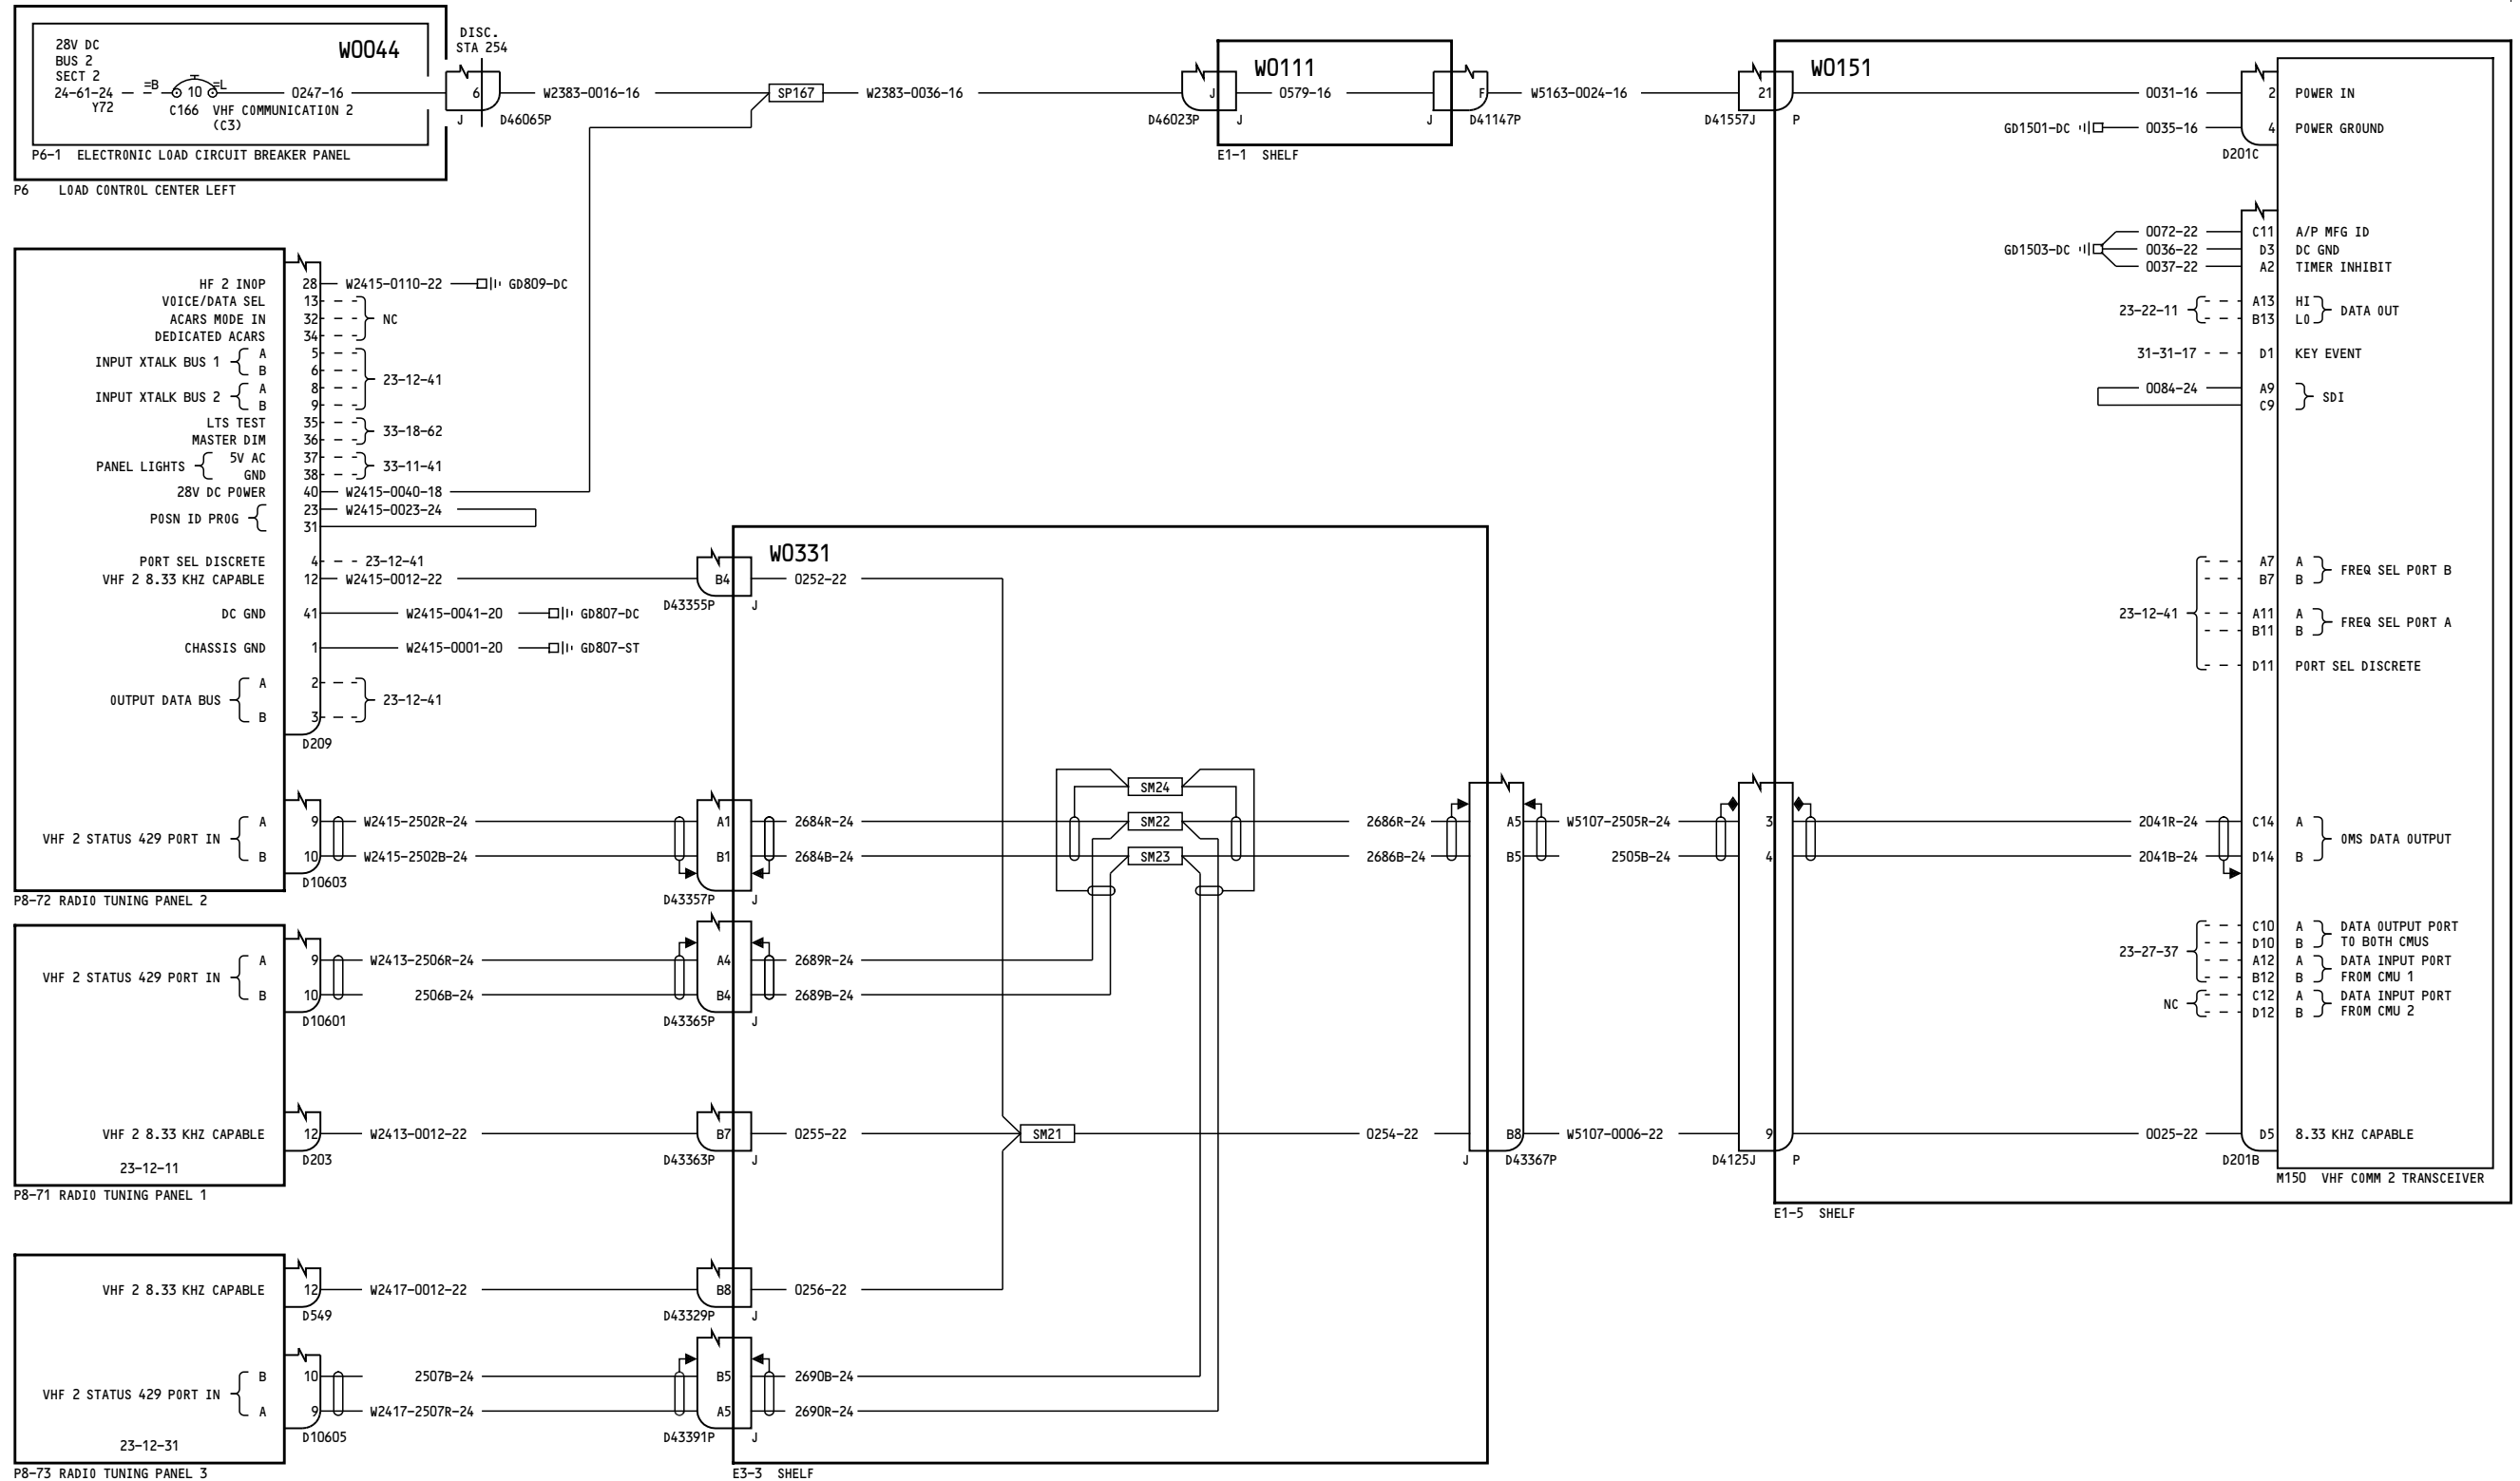 28V DC
BUS 2
SECT 2
24-61-24
Y72
=B
10
=L
C166 VHF COMMUNICATION 2
(C3)
W0044
0247-16
P6-1 ELECTRONIC LOAD CIRCUIT BREAKER PANEL
P6 LOAD CONTROL CENTER LEFT
DISC.
STA 254
6
J D46065P
W2383-0016-16
SP167
W2383-0036-16
J
D46023P J
W0111
0579-16
E1-1 SHELF
F
J D41147P
W5163-0024-16
21
D41557J P
W0151
0031-16
2 POWER IN
GD1501-DC 0035-16
4 POWER GROUND
D201C
HF 2 INOP 28 W2415-0110-22 GD809-DC
VOICE/DATA SEL 13
ACARS MODE IN 32 NC
DEDICATED ACARS 34
INPUT XTALK BUS 1 A 5
B 6
23-12-41
INPUT XTALK BUS 2 A 8
B 9
LTS TEST 35
33-18-62
MASTER DIM 36
PANEL LIGHTS 5V AC 37
33-11-41
GND 38
28V DC POWER 40 W2415-0040-18
POSN ID PROG 23 W2415-0023-24
31
PORT SEL DISCRETE 4 23-12-41
VHF 2 8.33 KHZ CAPABLE 12 W2415-0012-22
DC GND 41 W2415-0041-20 GD807-DC
CHASSIS GND 1 W2415-0001-20 GD807-ST
OUTPUT DATA BUS A 2
23-12-41
B 3
D209
VHF 2 STATUS 429 PORT IN A 9 W2415-2502R-24
B 10 W2415-2502B-24
D10603
P8-72 RADIO TUNING PANEL 2
VHF 2 STATUS 429 PORT IN A 9 W2413-2506R-24
B 10 2506B-24
D10601
VHF 2 8.33 KHZ CAPABLE 12 W2413-0012-22
D203
23-12-11
P8-71 RADIO TUNING PANEL 1
VHF 2 8.33 KHZ CAPABLE 12 W2417-0012-22
D549
VHF 2 STATUS 429 PORT IN B 10 2507B-24
A 9 W2417-2507R-24
D10605
23-12-31
P8-73 RADIO TUNING PANEL 3
W0331
B4 0252-22
D43355P J
A1 2684R-24
B1 2684B-24
D43357P J
SM24
SM22
SM23
A4 2689R-24
B4 2689B-24
D43365P J
B7 0255-22
D43363P J
SM21
B8 0256-22
D43329P J
B5 2690B-24
A5 2690R-24
D43391P J
E3-3 SHELF
2686R-24 A5 W5107-2505R-24 3
2686B-24 B5 2505B-24 4
0254-22 B8 W5107-0006-22 9
J D43367P
D4125J P
C11 A/P MFG ID
0072-22
GD1503-DC 0036-22 D3 DC GND
0037-22 A2 TIMER INHIBIT
23-22-11 A13 HI
B13 LO
DATA OUT
31-31-17 D1 KEY EVENT
0084-24 A9
C9
SDI
23-12-41
A7 A
B7 B
FREQ SEL PORT B
A11 A
B11 B
FREQ SEL PORT A
D11 PORT SEL DISCRETE
2041R-24 C14 A
2041B-24 D14 B
OMS DATA OUTPUT
23-27-37
C10 A DATA OUTPUT PORT
D10 B TO BOTH CMUS
A12 A DATA INPUT PORT
B12 B FROM CMU 1
NC
C12 A DATA INPUT PORT
D12 B FROM CMU 2
0025-22 D5 8.33 KHZ CAPABLE
D201B
M150 VHF COMM 2 TRANSCEIVER
E1-5 SHELF